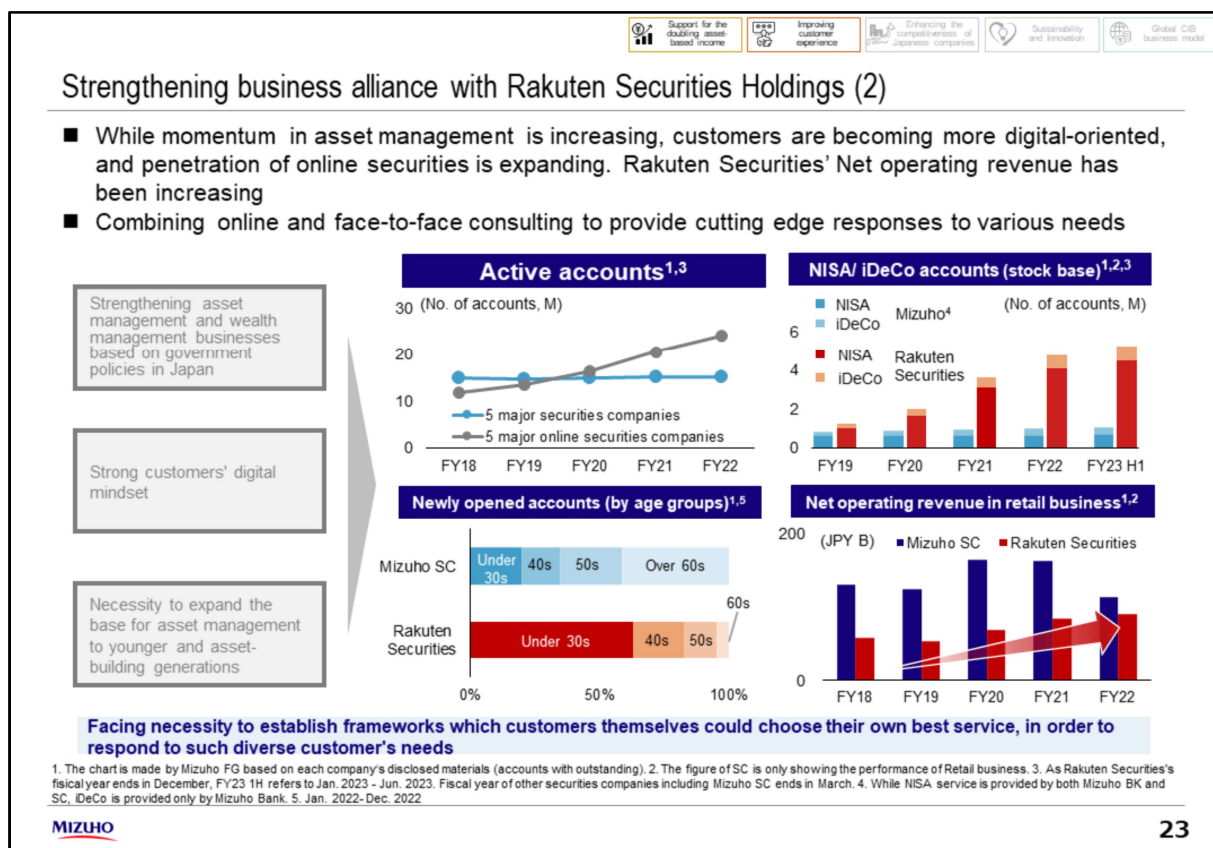 Support for the
doubling asset-
based income
Improving
customer
experience
Enhancing the
competitiveness of
Japanese companies
Sustainability
and Innovation
Global CIB
business model
Strengthening business alliance with Rakuten Securities Holdings (2)
■ While momentum in asset management is increasing, customers are becoming more digital-oriented,
and penetration of online securities is expanding. Rakuten Securities' Net operating revenue has
been increasing
■ Combining online and face-to-face consulting to provide cutting edge responses to various needs
Strengthening asset
management and wealth
management businesses
based on government
policies in Japan
Strong customers' digital
mindset
Necessity to expand the
base for asset management
to younger and asset-
building generations
Active accounts1,3
(No. of accounts, M)
30
20
10
0
5 major securities companies
5 major online securities companies
FY18 FY19 FY20 FY21 FY22
NISA/ iDeCo accounts (stock base)1,2,3
NISA
iDeCo
Mizuho4
(No. of accounts, M)
NISA
iDeCo
Rakuten
Securities
6
4
2
0
FY19 FY20 FY21 FY22 FY23 H1
Newly opened accounts (by age groups)1,5
Mizuho SC
Under
30s
40s
50s
Over 60s
60s
Rakuten
Securities
Under 30s
40s
50s
0% 50% 100%
Net operating revenue in retail business1,2
200
(JPY B)
Mizuho SC
Rakuten Securities
0
FY18 FY19 FY20 FY21 FY22
Facing necessity to establish frameworks which customers themselves could choose their own best service, in order to
respond to such diverse customer's needs
1. The chart is made by Mizuho FG based on each company's disclosed materials (accounts with outstanding). 2. The figure of SC is only showing the performance of Retail business. 3. As Rakuten Securities's
fisical year ends in December, FY23 1H refers to Jan. 2023 - Jun. 2023. Fiscal year of other securities companies including Mizuho SC ends in March. 4. While NISA service is provided by both Mizuho BK and
SC, iDeCo is provided only by Mizuho Bank. 5. Jan. 2022- Dec. 2022
MIZUHO
23